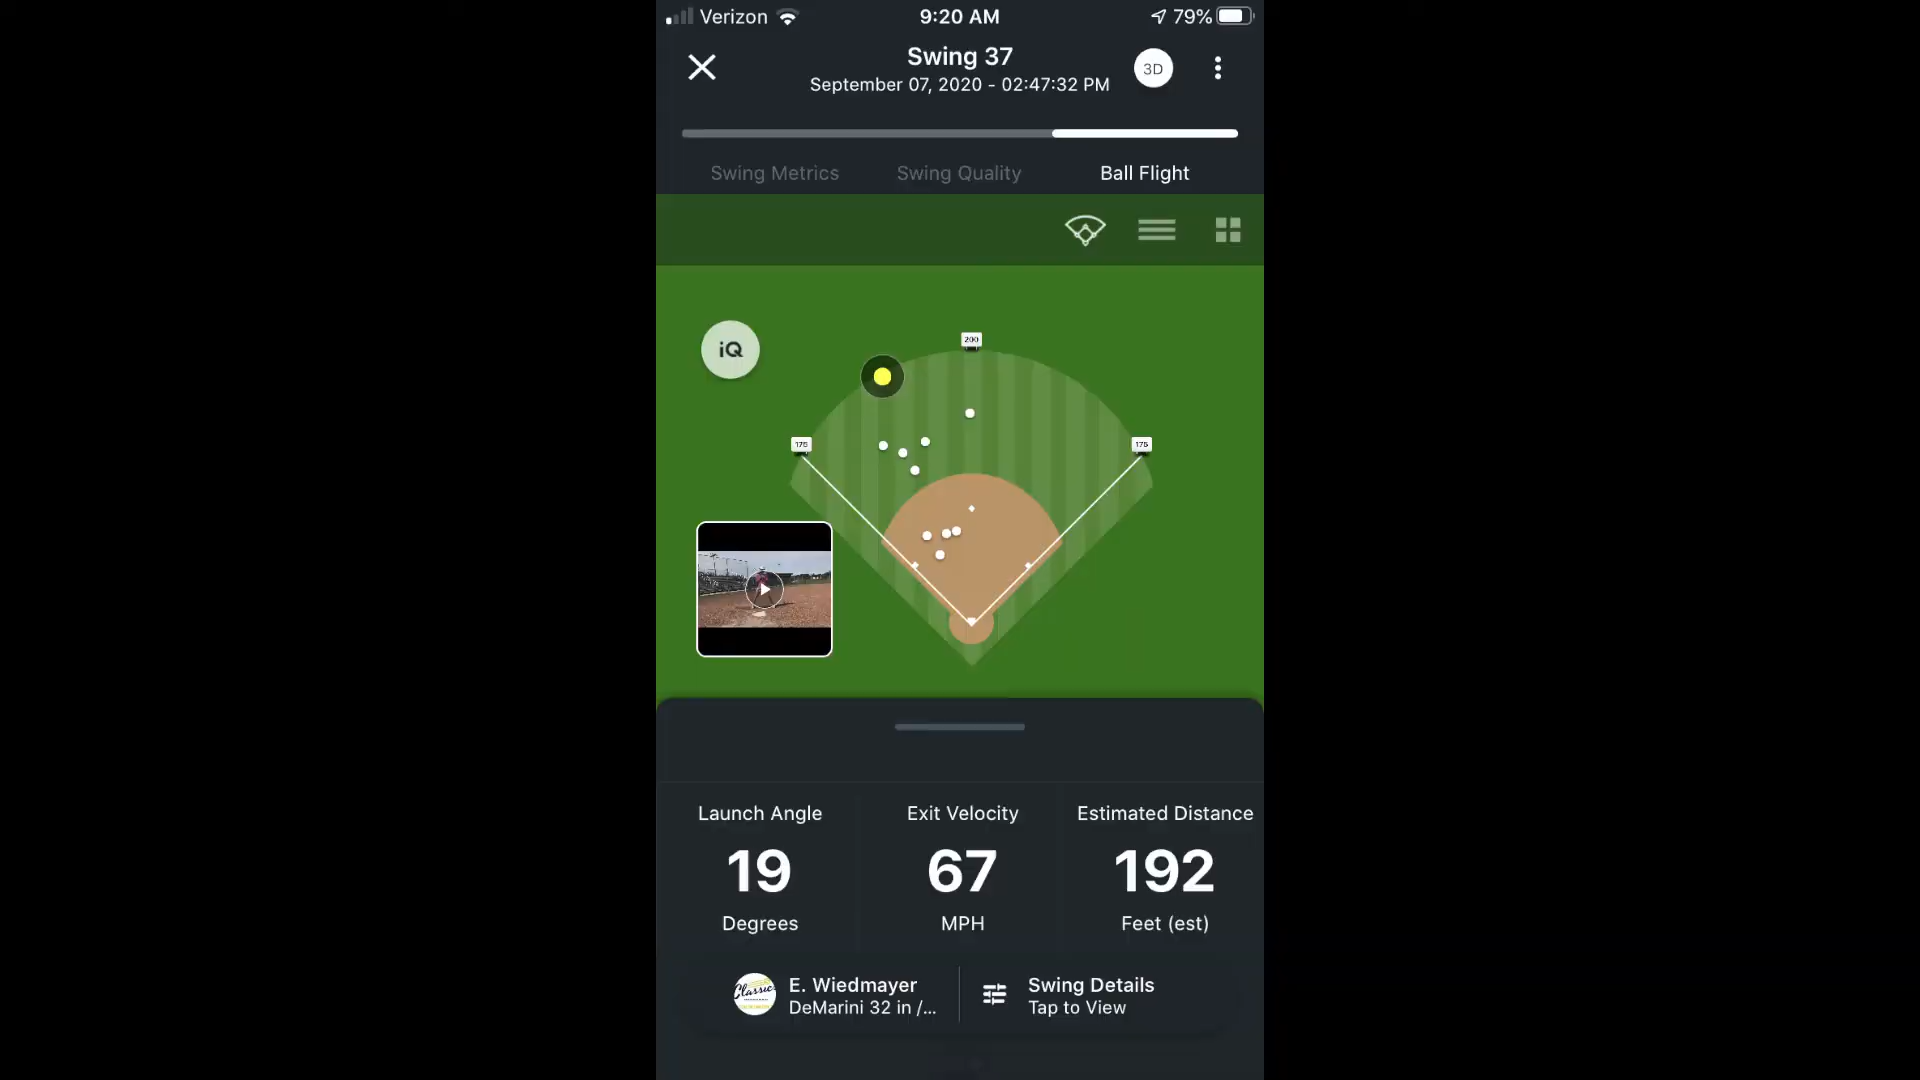 Verizon 9:20 AM 79%
Swing 37
3D
September 07, 2020 - 02:47:32 PM
Swing Metrics Swing Quality Ball Flight
200
iQ
175 175
Launch Angle Exit Velocity Estimated Distance
19 67 192
Degrees MPH Feet (est)
Classics E. Wiedmayer Swing Details
DeMarini 32 in /... Tap to View